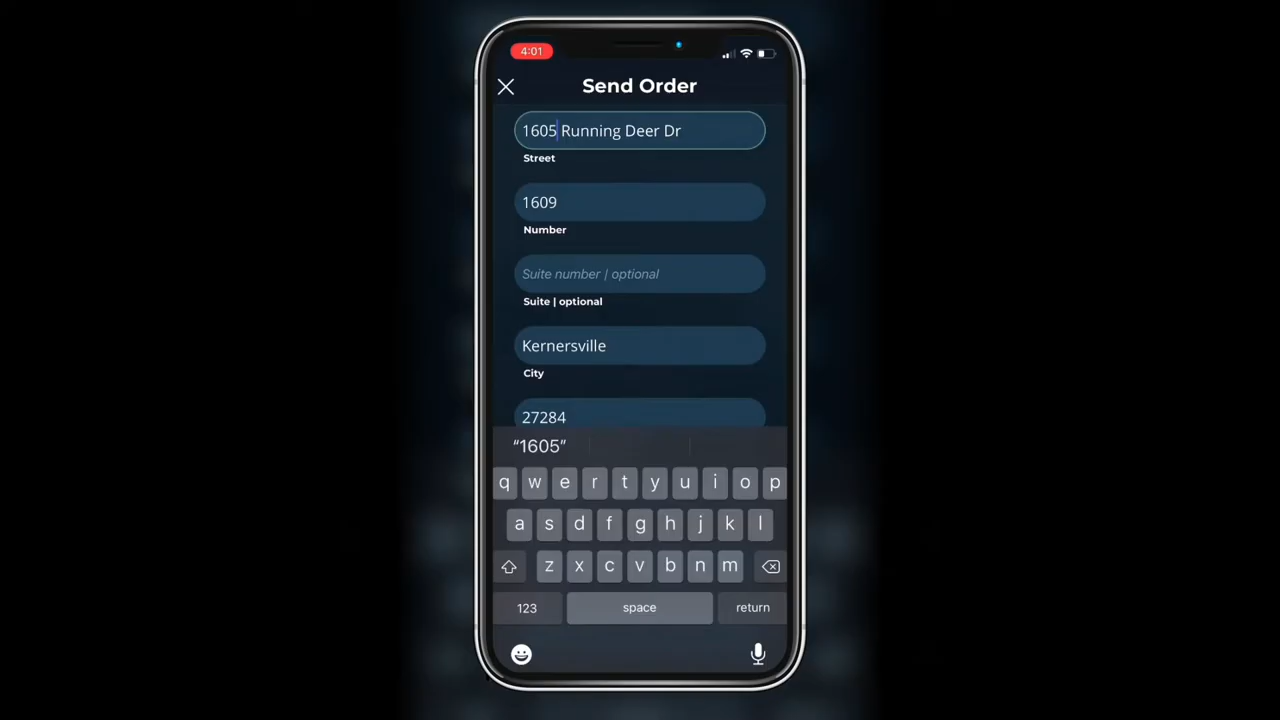 4:01
Send Order
1605 Running Deer Dr
Street
1609
Number
Suite number | optional
Suite | optional
Kernersville
City
27284
“1605”
q w e r t y u i o p
a s d f g h j k l
z x c v b n m
123 space return